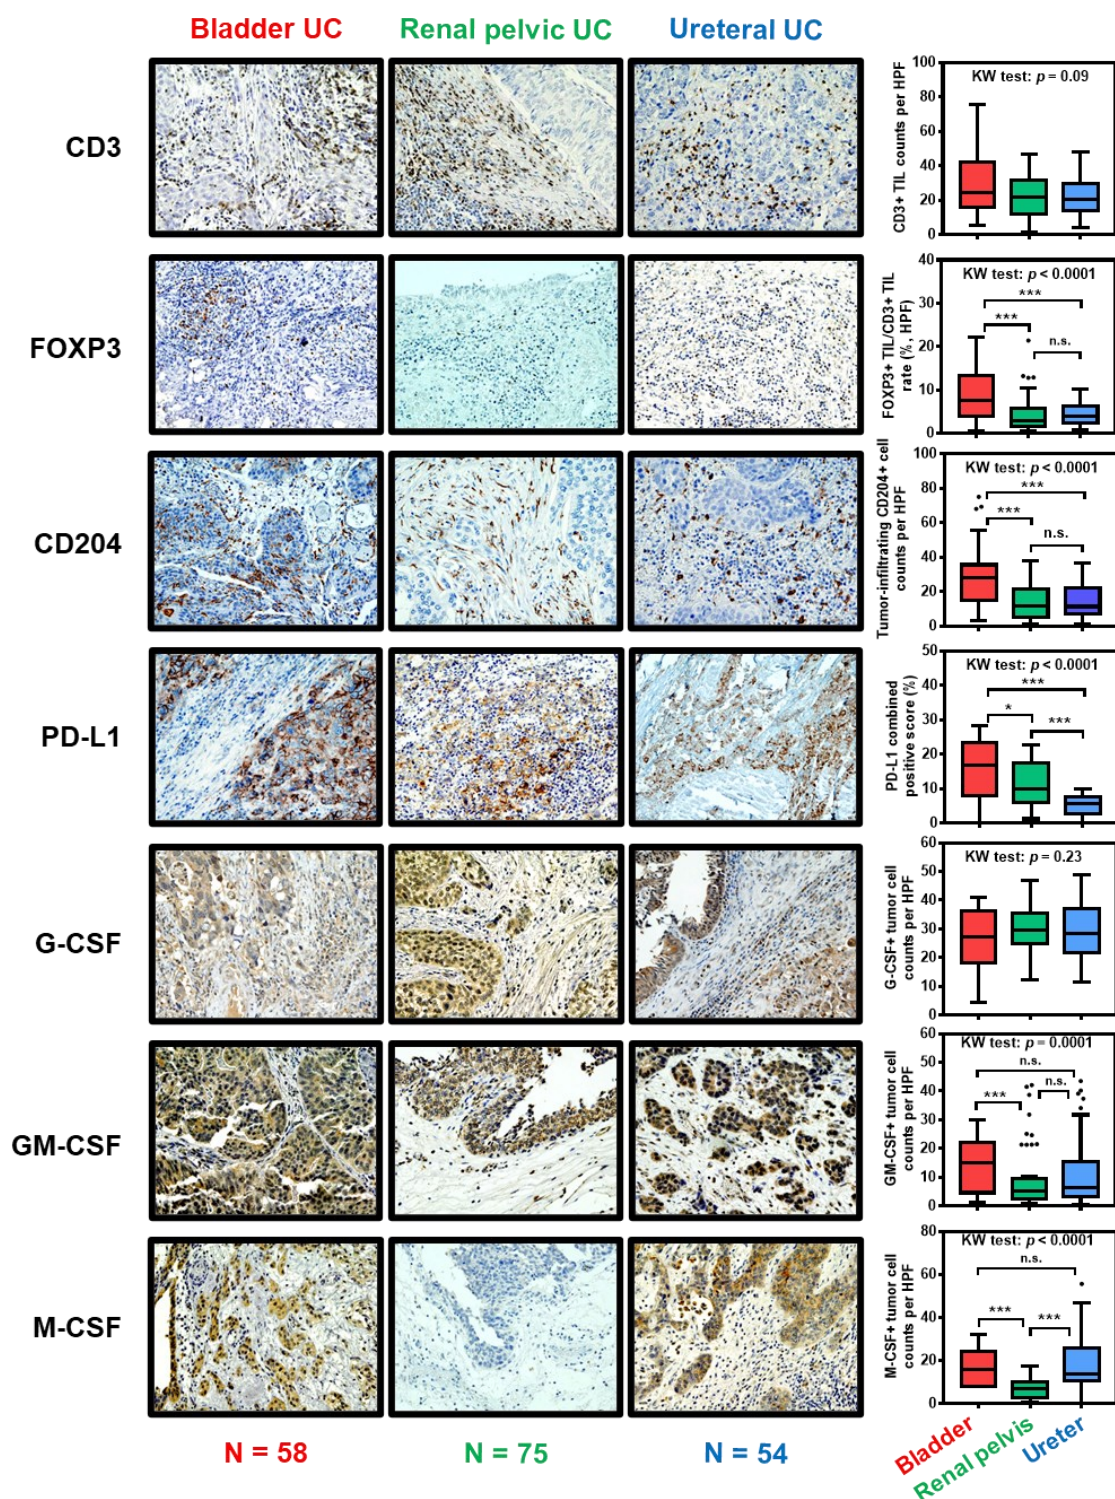 Bladder UC Renal pelvic UC Ureteral UC
CD3
CD3+ TIL counts per HPF
100
80
60
40
20
0
KW test: p = 0.09
FOXP3
FOXP3+ TIL/CD3+ TIL
rate (%, HPF)
40
30
20
10
0
KW test: p < 0.0001
***
***
n.s.
CD204
Tumor-infiltrating CD204+ cell
counts per HPF
100
80
60
40
20
0
KW test: p < 0.0001
***
***
n.s.
PD-L1
PD-L1 combined
positive score (%)
50
40
30
20
10
0
KW test: p < 0.0001
***
*
***
G-CSF
G-CSF+ tumor cell
counts per HPF
60
50
40
30
20
10
0
KW test: p = 0.23
GM-CSF
GM-CSF+ tumor cell
counts per HPF
60
50
40
30
20
10
0
KW test: p = 0.0001
n.s.
n.s.
***
M-CSF
M-CSF+ tumor cell
counts per HPF
80
60
40
20
0
KW test: p < 0.0001
n.s.
***
***
Bladder
Renal pelvis
Ureter
N = 58 N = 75 N = 54